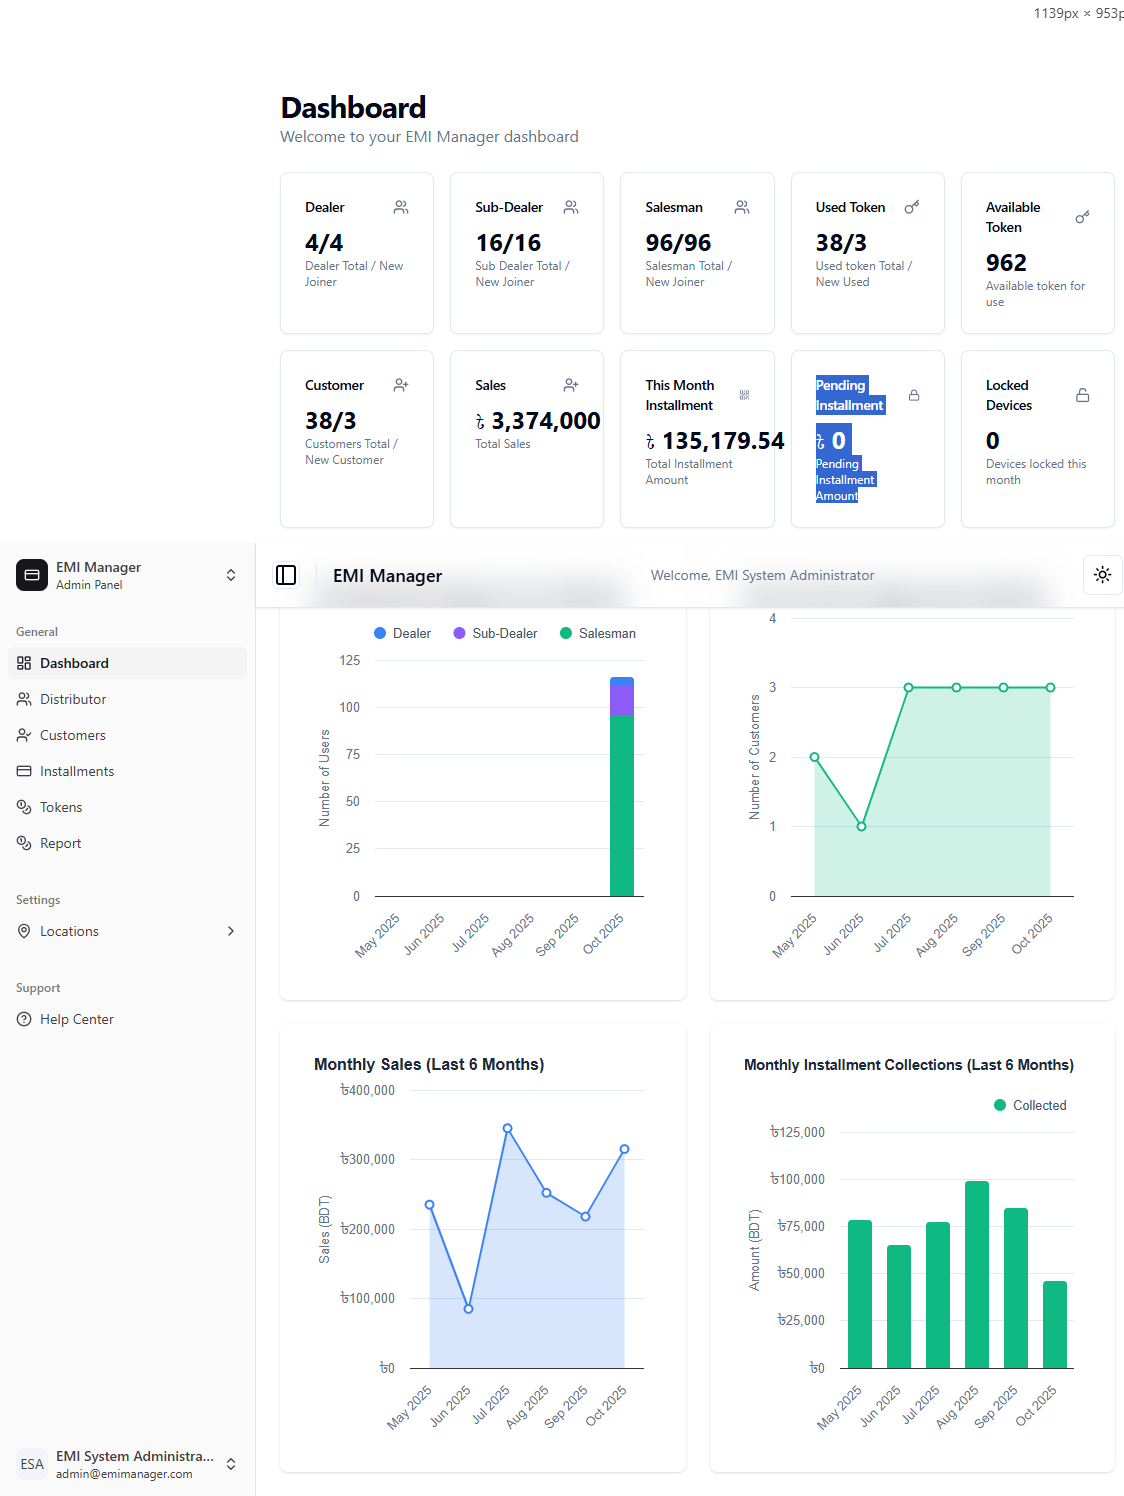 1139px × 953p
Dashboard
Welcome to your EMI Manager dashboard
Dealer
4/4
Dealer Total / New
Joiner
Sub-Dealer
16/16
Sub Dealer Total /
New Joiner
Salesman
96/96
Salesman Total /
New Joiner
Used Token
38/3
Used token Total /
New Used
Available
Token
962
Available token for
use
Customer
38/3
Customers Total /
New Customer
Sales
৳ 3,374,000
Total Sales
This Month
Installment
৳ 135,179.54
Total Installment
Amount
Pending
Installment
৳ 0
Pending
Installment
Amount
Locked
Devices
0
Devices locked this
month
EMI Manager
Admin Panel
General
Dashboard
Distributor
Customers
Installments
Tokens
Report
Settings
Locations
Support
Help Center
ESA
EMI System Administra...
admin@emimanager.com
EMI Manager
Welcome, EMI System Administrator
Dealer
Sub-Dealer
Salesman
Number of Users
125
100
75
50
25
0
May 2025
Jun 2025
Jul 2025
Aug 2025
Sep 2025
Oct 2025
Number of Customers
4
3
2
1
0
May 2025
Jun 2025
Jul 2025
Aug 2025
Sep 2025
Oct 2025
Monthly Sales (Last 6 Months)
Sales (BDT)
৳400,000
৳300,000
৳200,000
৳100,000
৳0
May 2025
Jun 2025
Jul 2025
Aug 2025
Sep 2025
Oct 2025
Monthly Installment Collections (Last 6 Months)
Collected
Amount (BDT)
৳125,000
৳100,000
৳75,000
৳50,000
৳25,000
৳0
May 2025
Jun 2025
Jul 2025
Aug 2025
Sep 2025
Oct 2025